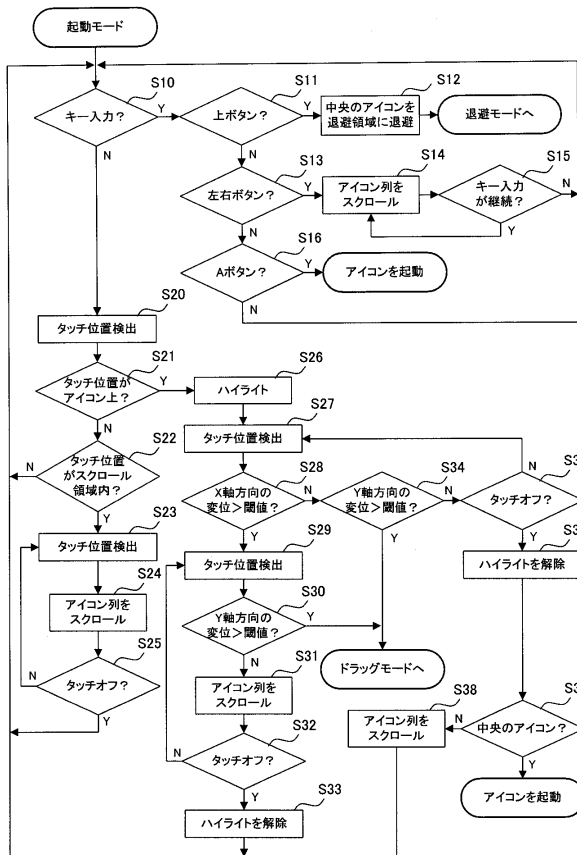 起動モード
S10
キー入力？
Y
N
S11
上ボタン？
Y
N
S12
中央のアイコンを
退避領域に退避
退避モードへ
S13
左右ボタン？
Y
N
S14
アイコン列を
スクロール
S15
キー入力
が継続？
N
Y
S16
Aボタン？
Y
N
アイコンを起動
S20
タッチ位置検出
S21
タッチ位置が
アイコン上？
Y
N
S22
タッチ位置
がスクロール
領域内？
N
Y
S23
タッチ位置検出
S24
アイコン列を
スクロール
S25
タッチオフ？
N
Y
S26
ハイライト
S27
タッチ位置検出
S28
X軸方向の
変位＞閾値？
N
Y
S34
Y軸方向の
変位＞閾値？
N
Y
S3
タッチオフ？
N
Y
S29
タッチ位置検出
S3
ハイライトを解除
S30
Y軸方向の
変位＞閾値？
Y
N
ドラッグモードへ
S31
アイコン列を
スクロール
S32
タッチオフ？
N
Y
S33
ハイライトを解除
S3
中央のアイコン？
N
Y
S38
アイコン列を
スクロール
アイコンを起動